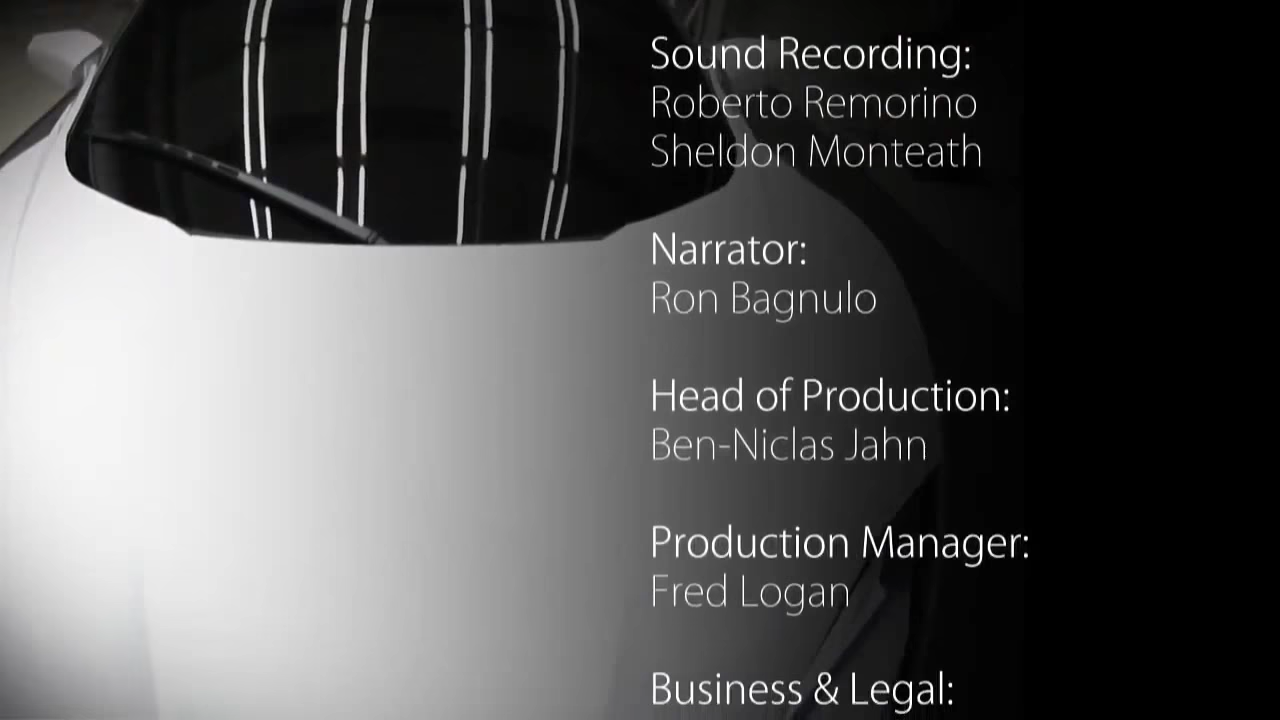 Sound Recording:
Roberto Remorino
Sheldon Monteath
Narrator:
Ron Bagnulo
Head of Production:
Ben-Niclas Jahn
Production Manager:
Fred Logan
Business & Legal: